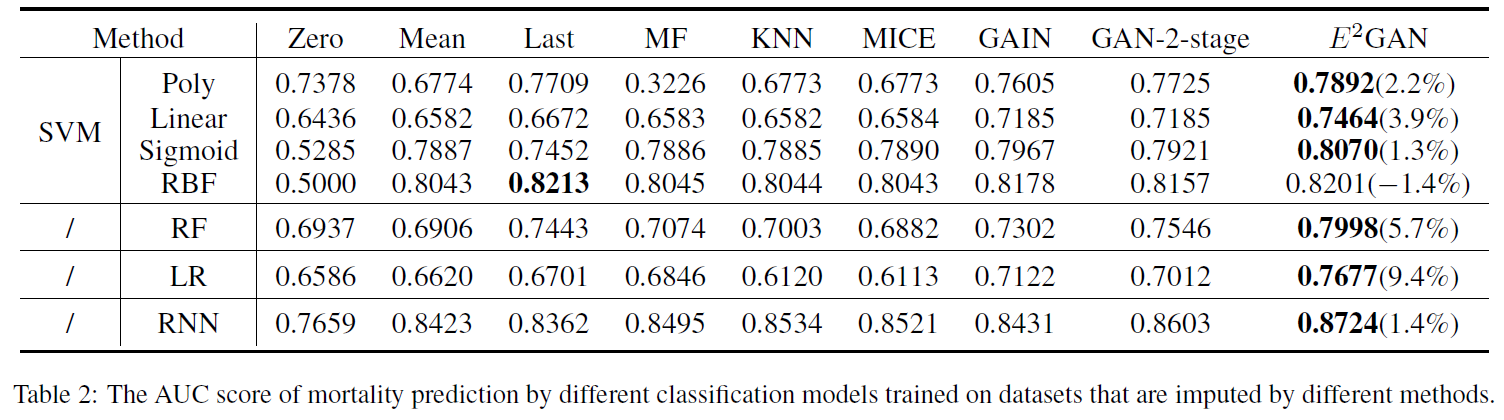 Method Zero Mean Last MF KNN MICE GAIN GAN-2-stage E²GAN
Poly 0.7378 0.6774 0.7709 0.3226 0.6773 0.6773 0.7605 0.7725 0.7892(2.2%)
Linear 0.6436 0.6582 0.6672 0.6583 0.6582 0.6584 0.7185 0.7185 0.7464(3.9%)
SVM
Sigmoid 0.5285 0.7887 0.7452 0.7886 0.7885 0.7890 0.7967 0.7921 0.8070(1.3%)
RBF 0.5000 0.8043 0.8213 0.8045 0.8044 0.8043 0.8178 0.8157 0.8201(−1.4%)
/ RF 0.6937 0.6906 0.7443 0.7074 0.7003 0.6882 0.7302 0.7546 0.7998(5.7%)
/ LR 0.6586 0.6620 0.6701 0.6846 0.6120 0.6113 0.7122 0.7012 0.7677(9.4%)
/ RNN 0.7659 0.8423 0.8362 0.8495 0.8534 0.8521 0.8431 0.8603 0.8724(1.4%)
Table 2: The AUC score of mortality prediction by different classification models trained on datasets that are imputed by different methods.